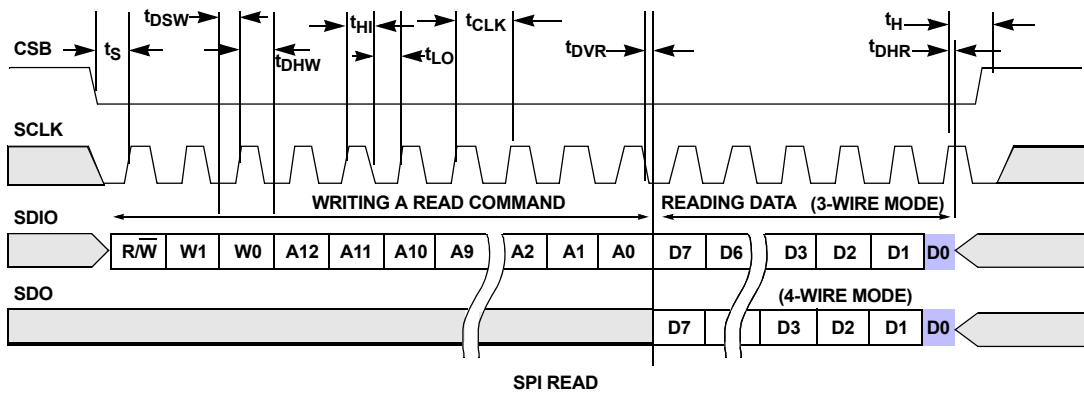 tDSW tHI tCLK tH
CSB tS tDHW tLO tDVR tDHR
SCLK
WRITING A READ COMMAND READING DATA (3-WIRE MODE)
SDIO
R/W W1 W0 A12 A11 A10 A9 A2 A1 A0 D7 D6 D3 D2 D1 D0
SDO (4-WIRE MODE)
D7 D3 D2 D1 D0
SPI READ